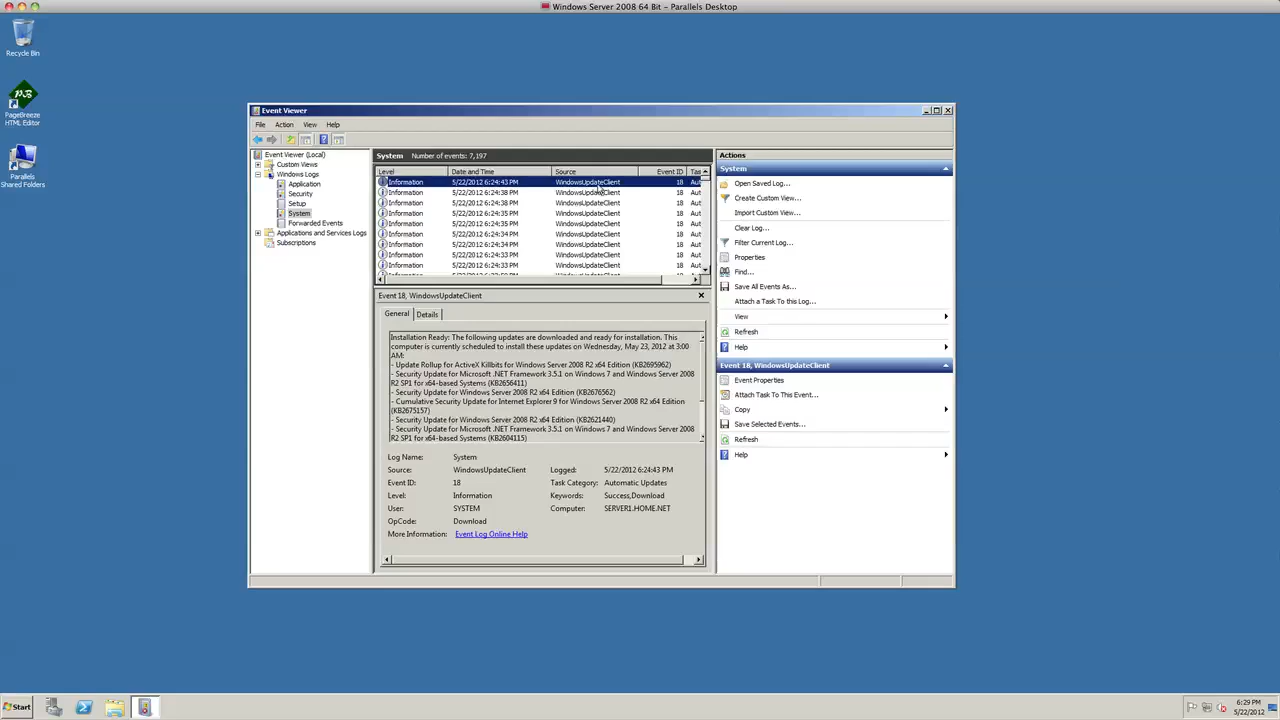 Windows Server 2008 64 Bit - Parallels Desktop
Recycle Bin
PageBreeze
HTML Editor
Parallels
Shared Folders
Event Viewer
File Action View Help
Event Viewer (Local)
Custom Views
Windows Logs
Application
Security
Setup
System
Forwarded Events
Applications and Services Logs
Subscriptions
System Number of events: 7,197
Level Date and Time Source Event ID Tas
Information 5/22/2012 6:24:43 PM WindowsUpdateClient 18 Aut
Information 5/22/2012 6:24:38 PM WindowsUpdateClient 18 Aut
Information 5/22/2012 6:24:38 PM WindowsUpdateClient 18 Aut
Information 5/22/2012 6:24:35 PM WindowsUpdateClient 18 Aut
Information 5/22/2012 6:24:35 PM WindowsUpdateClient 18 Aut
Information 5/22/2012 6:24:34 PM WindowsUpdateClient 18 Aut
Information 5/22/2012 6:24:34 PM WindowsUpdateClient 18 Aut
Information 5/22/2012 6:24:33 PM WindowsUpdateClient 18 Aut
Information 5/22/2012 6:24:33 PM WindowsUpdateClient 18 Aut
Event 18, WindowsUpdateClient
General Details
Installation Ready: The following updates are downloaded and ready for installation. This
computer is currently scheduled to install these updates on Wednesday, May 23, 2012 at 3:00
AM:
- Update Rollup for ActiveX Killbits for Windows Server 2008 R2 x64 Edition (KB2695962)
- Security Update for Microsoft .NET Framework 3.5.1 on Windows 7 and Windows Server 2008
R2 SP1 for x64-based Systems (KB2656411)
- Security Update for Windows Server 2008 R2 x64 Edition (KB2676562)
- Cumulative Security Update for Internet Explorer 9 for Windows Server 2008 R2 x64 Edition
(KB2675157)
- Security Update for Windows Server 2008 R2 x64 Edition (KB2621440)
- Security Update for Microsoft .NET Framework 3.5.1 on Windows 7 and Windows Server 2008
R2 SP1 for x64-based Systems (KB2604115)
Log Name: System
Source: WindowsUpdateClient Logged: 5/22/2012 6:24:43 PM
Event ID: 18 Task Category: Automatic Updates
Level: Information Keywords: Success,Download
User: SYSTEM Computer: SERVER1.HOME.NET
OpCode: Download
More Information: Event Log Online Help
Actions
System
Open Saved Log...
Create Custom View...
Import Custom View...
Clear Log...
Filter Current Log...
Properties
Find...
Save All Events As...
Attach a Task To this Log...
View
Refresh
Help
Event 18, WindowsUpdateClient
Event Properties
Attach Task To This Event...
Copy
Save Selected Events...
Refresh
Help
Start
6:29 PM
5/22/2012